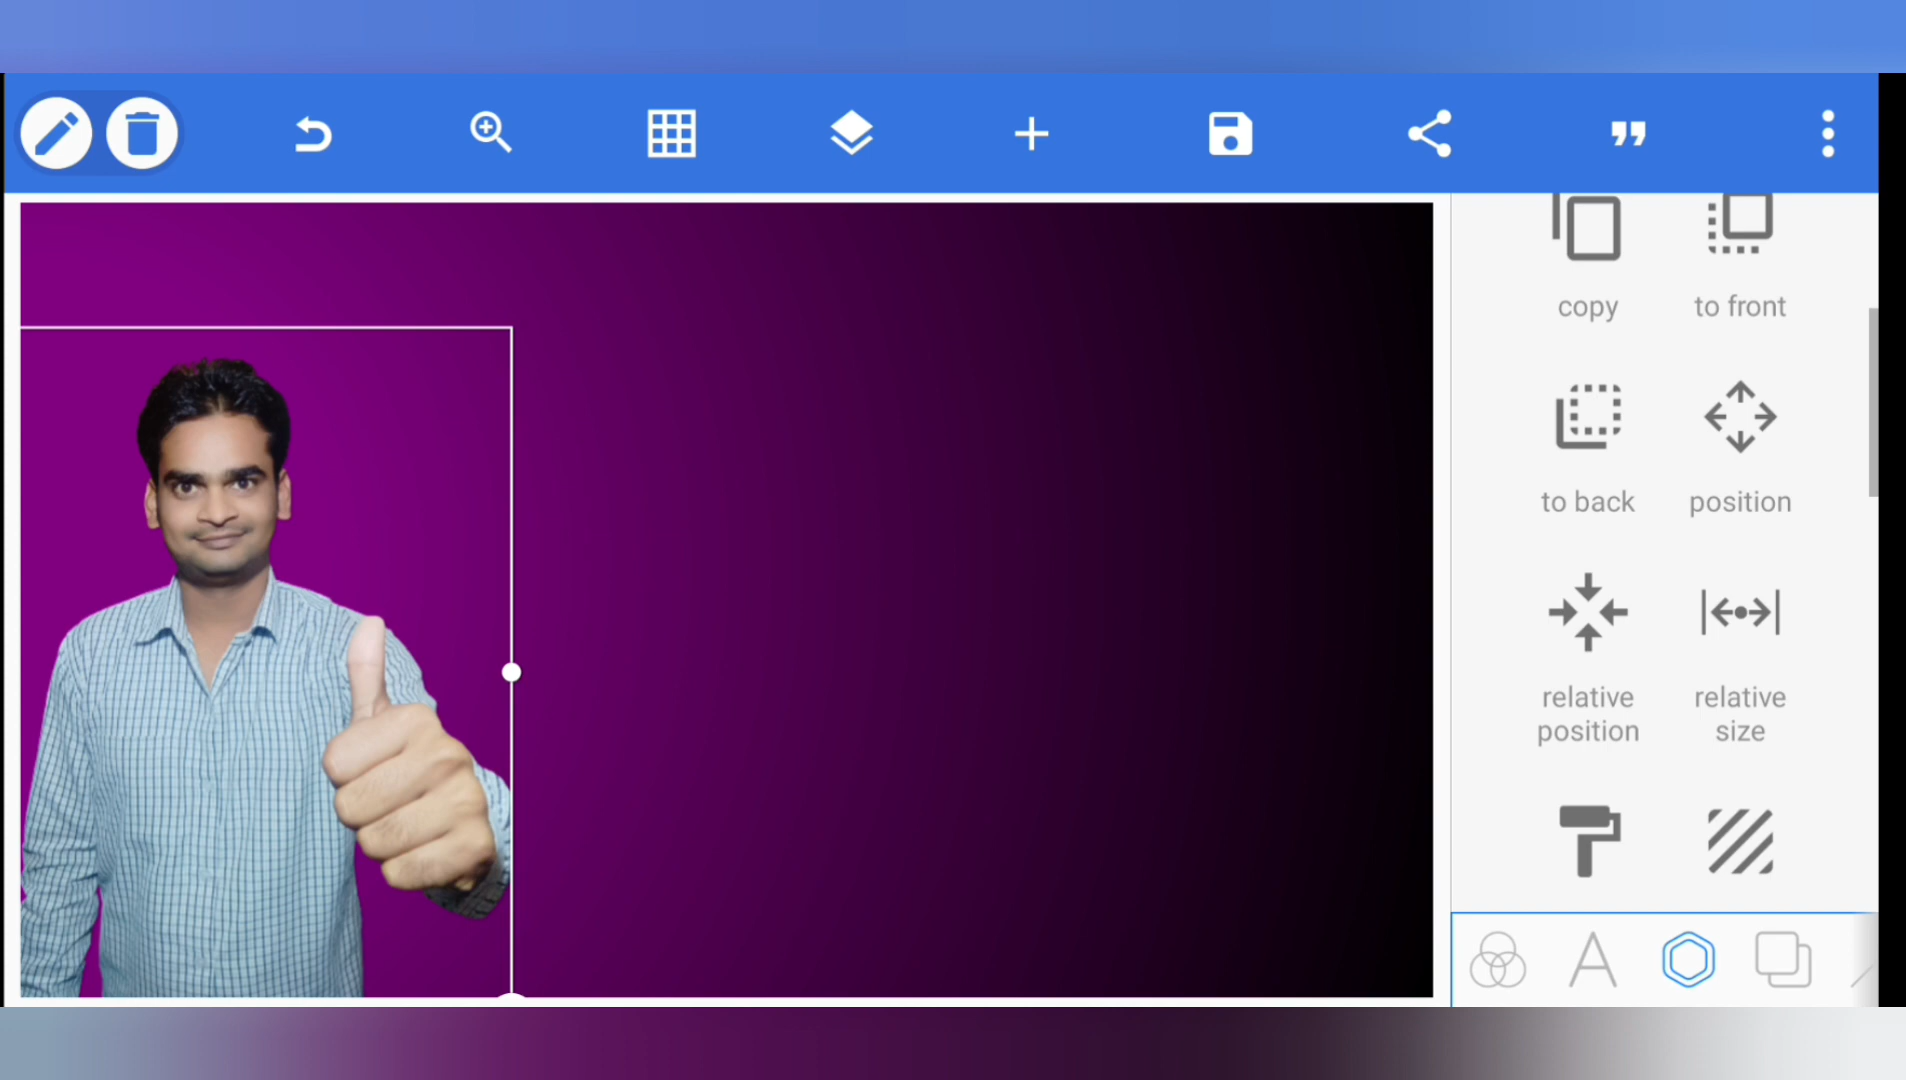 copy
to front
to back
position
relative
position
relative
size